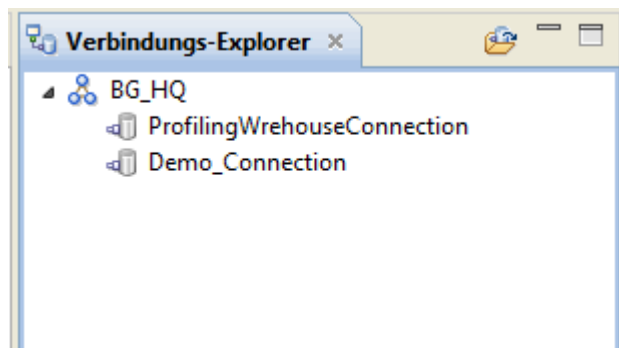 Verbindungs-Explorer
BG_HQ
ProfilingWrehouseConnection
Demo_Connection